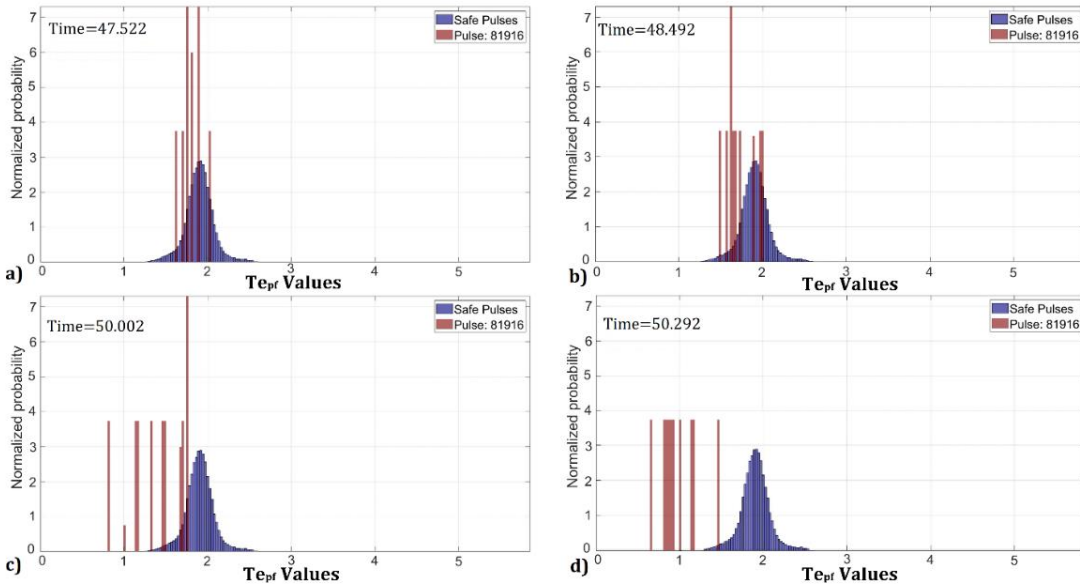 7
6
5
4
3
2
1
0
Normalized probability
Time=47.522
Safe Pulses
Pulse: 81916
0 1 2 3 4 5
a)
Te_pf Values
7
6
5
4
3
2
1
0
Normalized probability
Time=48.492
Safe Pulses
Pulse: 81916
0 1 2 3 4 5
b)
Te_pf Values
7
6
5
4
3
2
1
0
Normalized probability
Time=50.002
Safe Pulses
Pulse: 81916
0 1 2 3 4 5
c)
Te_pf Values
7
6
5
4
3
2
1
0
Normalized probability
Time=50.292
Safe Pulses
Pulse: 81916
0 1 2 3 4 5
d)
Te_pf Values